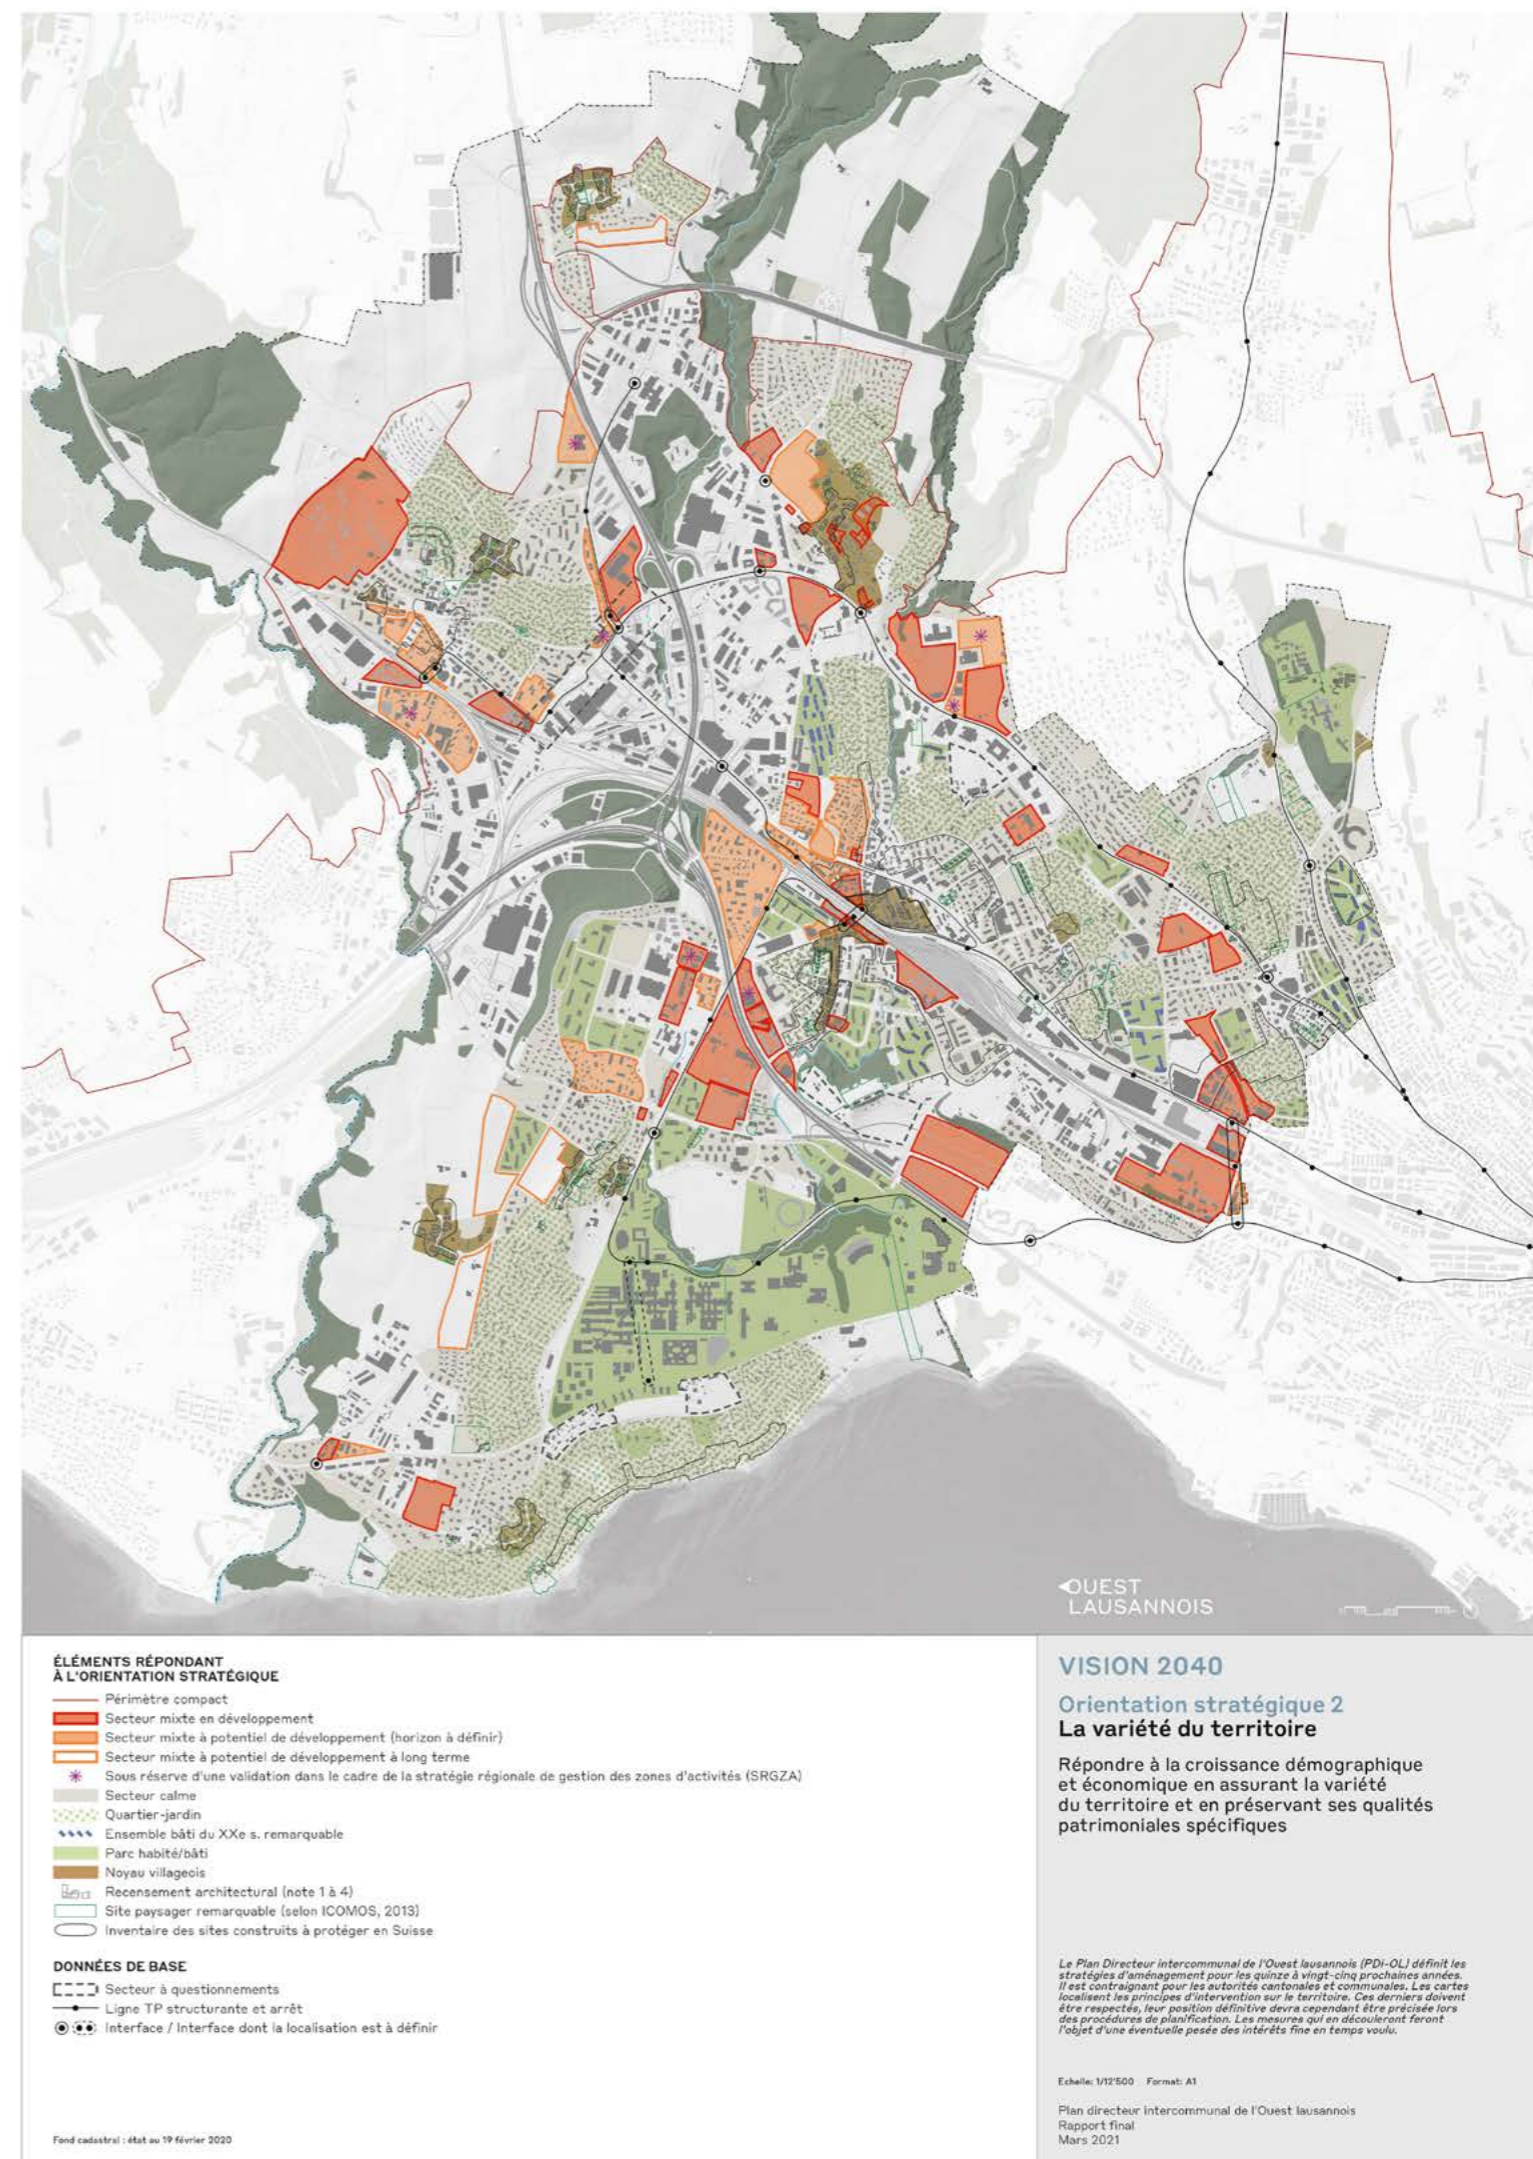 OUEST
LAUSANNOIS
ÉLÉMENTS RÉPONDANT
À L'ORIENTATION STRATÉGIQUE
Périmètre compact
Secteur mixte en développement
Secteur mixte à potentiel de développement (horizon à définir)
Secteur mixte à potentiel de développement à long terme
Sous réserve d'une validation dans le cadre de la stratégie régionale de gestion des zones d'activités (SRGZA)
Secteur calme
Quartier-jardin
Ensemble bâti du XXe s. remarquable
Parc habité/bâti
Noyau villageois
Recensement architectural (note 1 à 4)
Site paysager remarquable (selon ICOMOS, 2013)
Inventaire des sites construits à protéger en Suisse
DONNÉES DE BASE
Secteur à questionnements
Ligne TP structurante et arrêt
Interface / Interface dont la localisation est à définir
Fond cadastral : état au 19 février 2020
VISION 2040
Orientation stratégique 2
La variété du territoire
Répondre à la croissance démographique
et économique en assurant la variété
du territoire et en préservant ses qualités
patrimoniales spécifiques
Le Plan Directeur intercommunal de l'Ouest lausannois (PDi-OL) définit les
stratégies d'aménagement pour les quinze à vingt-cinq prochaines années.
Il est contraignant pour les autorités cantonales et communales. Les cartes
localisent les principes d'intervention sur le territoire. Ces derniers doivent
être respectés, leur position définitive devra cependant être précisée lors
des procédures de planification. Les mesures qui en découleront feront
l'objet d'une éventuelle pesée des intérêts fine en temps voulu.
Echelle: 1/12'500 Format: A1
Plan directeur intercommunal de l'Ouest lausannois
Rapport final
Mars 2021